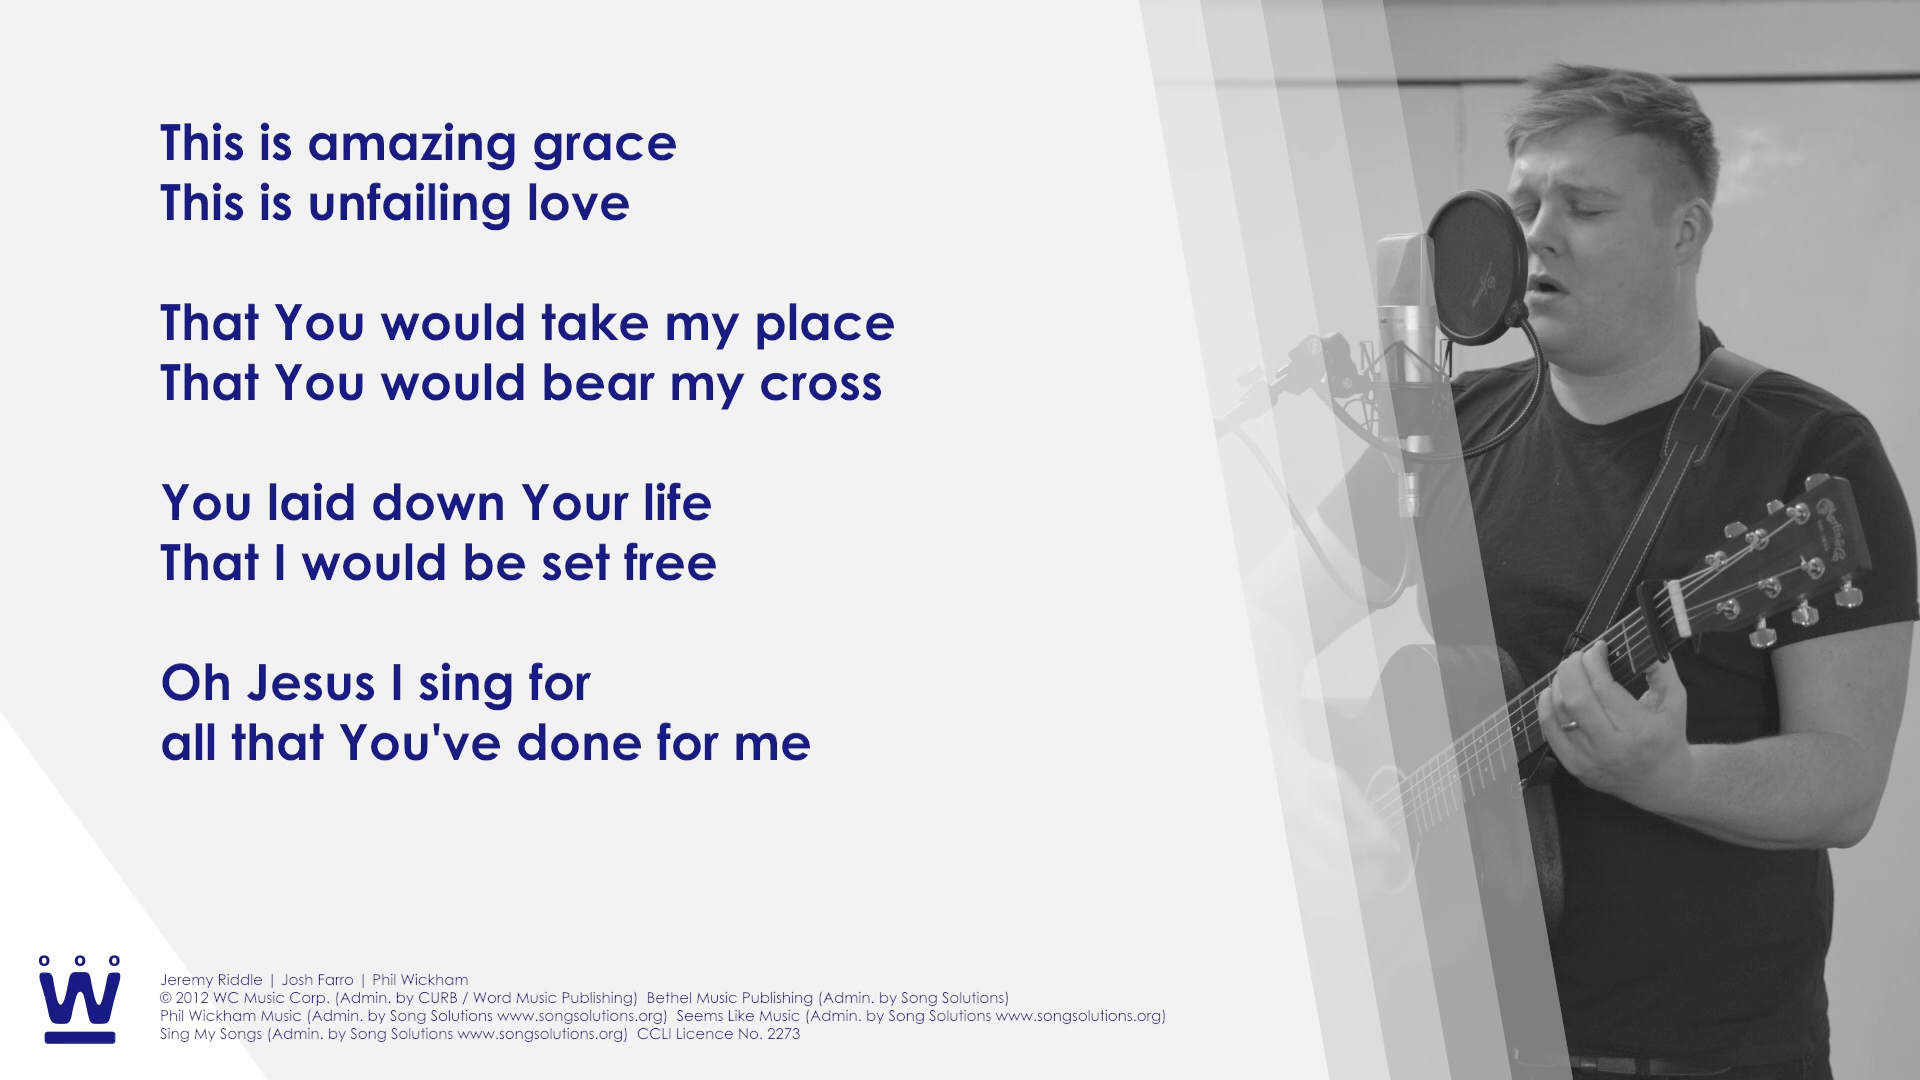 This is amazing grace
This is unfailing love
That You would take my place
That You would bear my cross
You laid down Your life
That I would be set free
Oh Jesus I sing for
all that You've done for me
W
Jeremy Riddle | Josh Farro | Phil Wickham
© 2012 WC Music Corp. (Admin. by CURB / Word Music Publishing)  Bethel Music Publishing (Admin. by Song Solutions)
Phil Wickham Music (Admin. by Song Solutions www.songsolutions.org)  Seems Like Music (Admin. by Song Solutions www.songsolutions.org)
Sing My Songs (Admin. by Song Solutions www.songsolutions.org)  CCLI Licence No. 2273